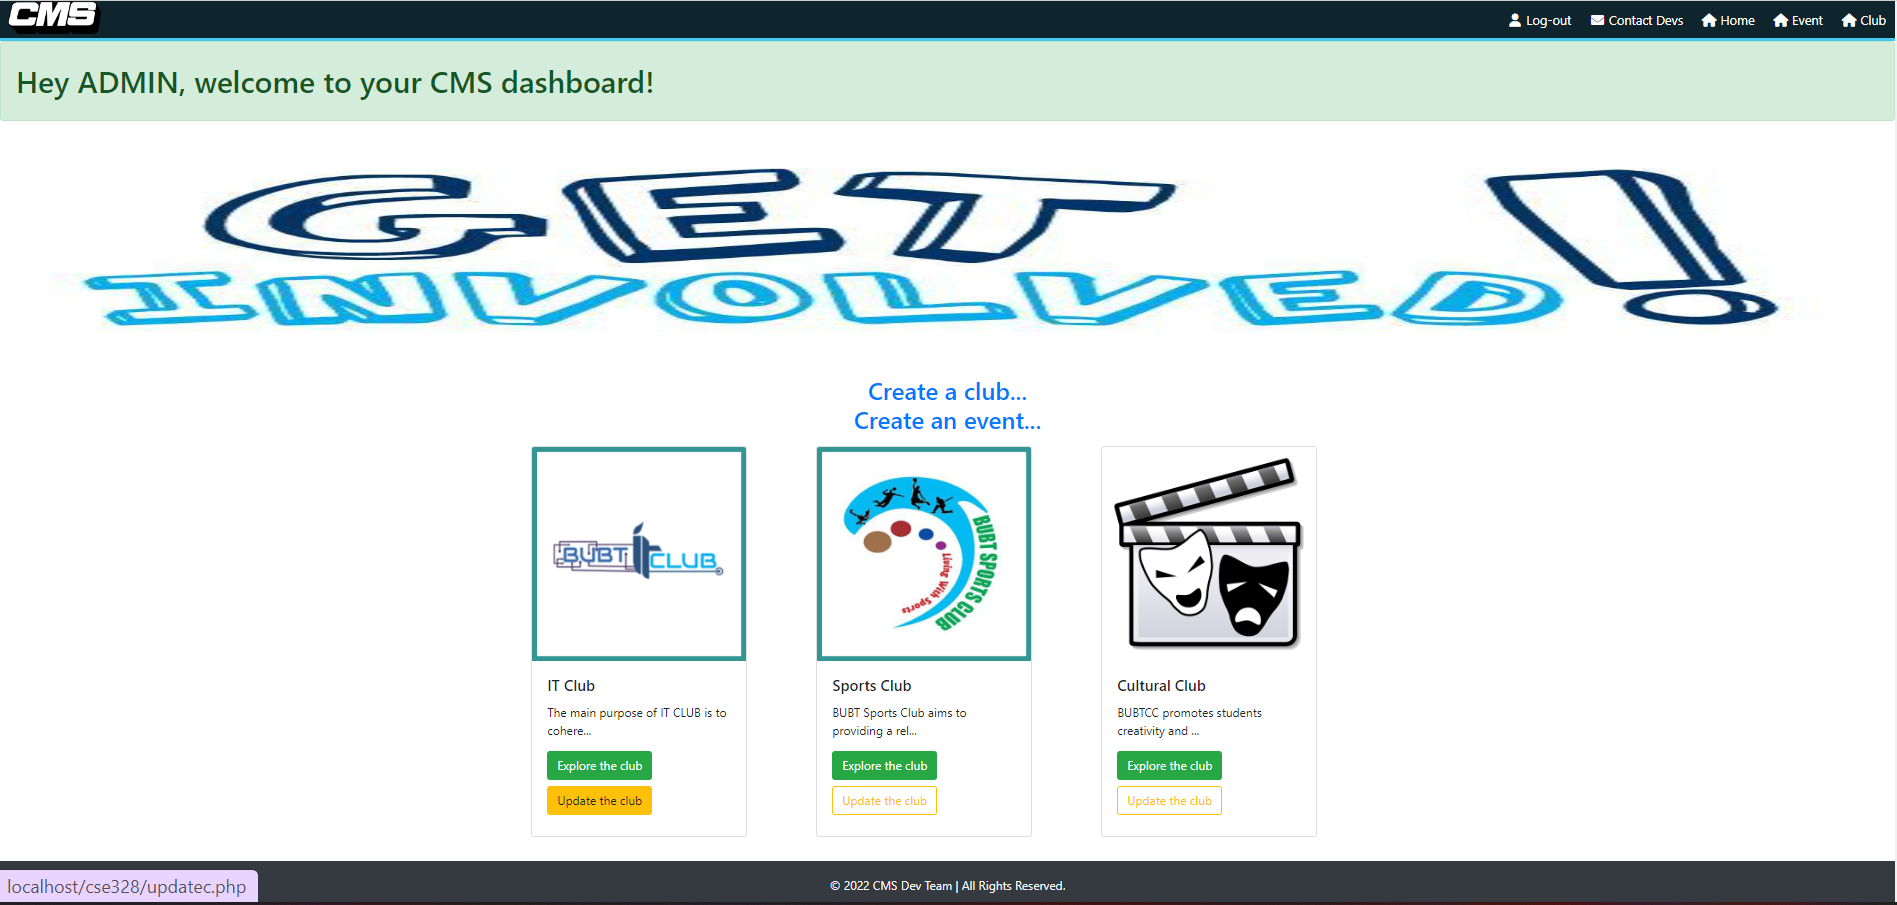 CMS
Log-out Contact Devs Home Event Club
Hey ADMIN, welcome to your CMS dashboard!
GET !
INVOLVED
Create a club...
Create an event...
BUBT it CLUB
BUBT SPORTS CLUB
Living With Sports
IT Club
The main purpose of IT CLUB is to
cohere...
Explore the club
Update the club
Sports Club
BUBT Sports Club aims to
providing a rel...
Explore the club
Update the club
Cultural Club
BUBTCC promotes students
creativity and ...
Explore the club
Update the club
localhost/cse328/updatec.php
© 2022 CMS Dev Team | All Rights Reserved.